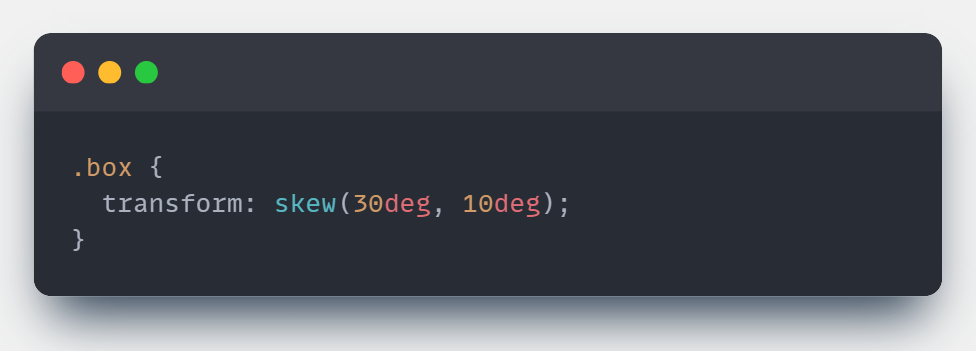 .box {
  transform: skew(30deg, 10deg);
}